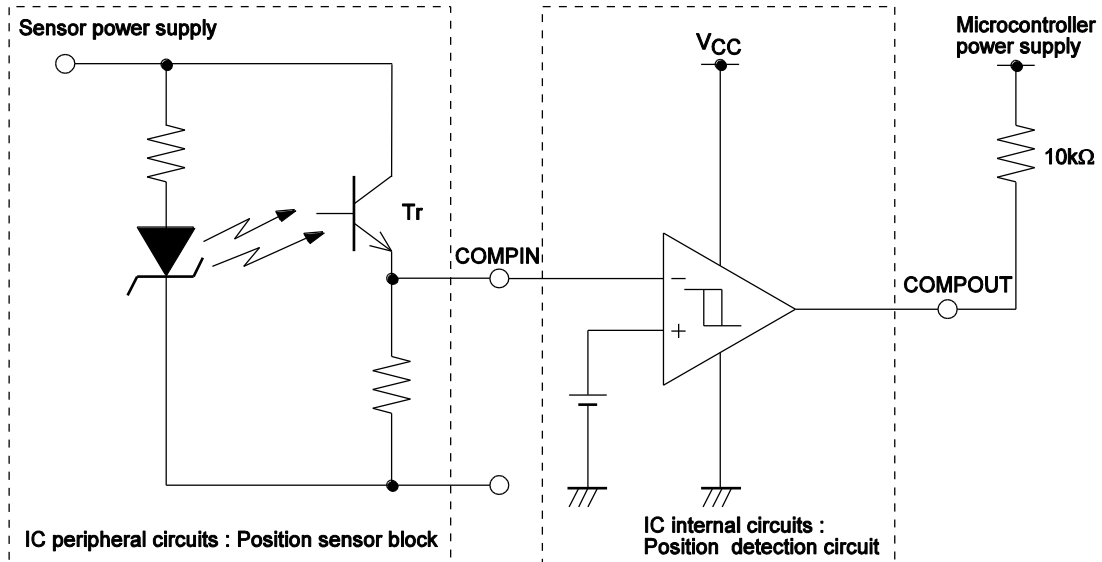 Sensor power supply
Microcontroller
power supply
VCC
10kΩ
Tr
COMPIN
COMPOUT
−
+
IC peripheral circuits : Position sensor block
IC internal circuits :
Position detection circuit